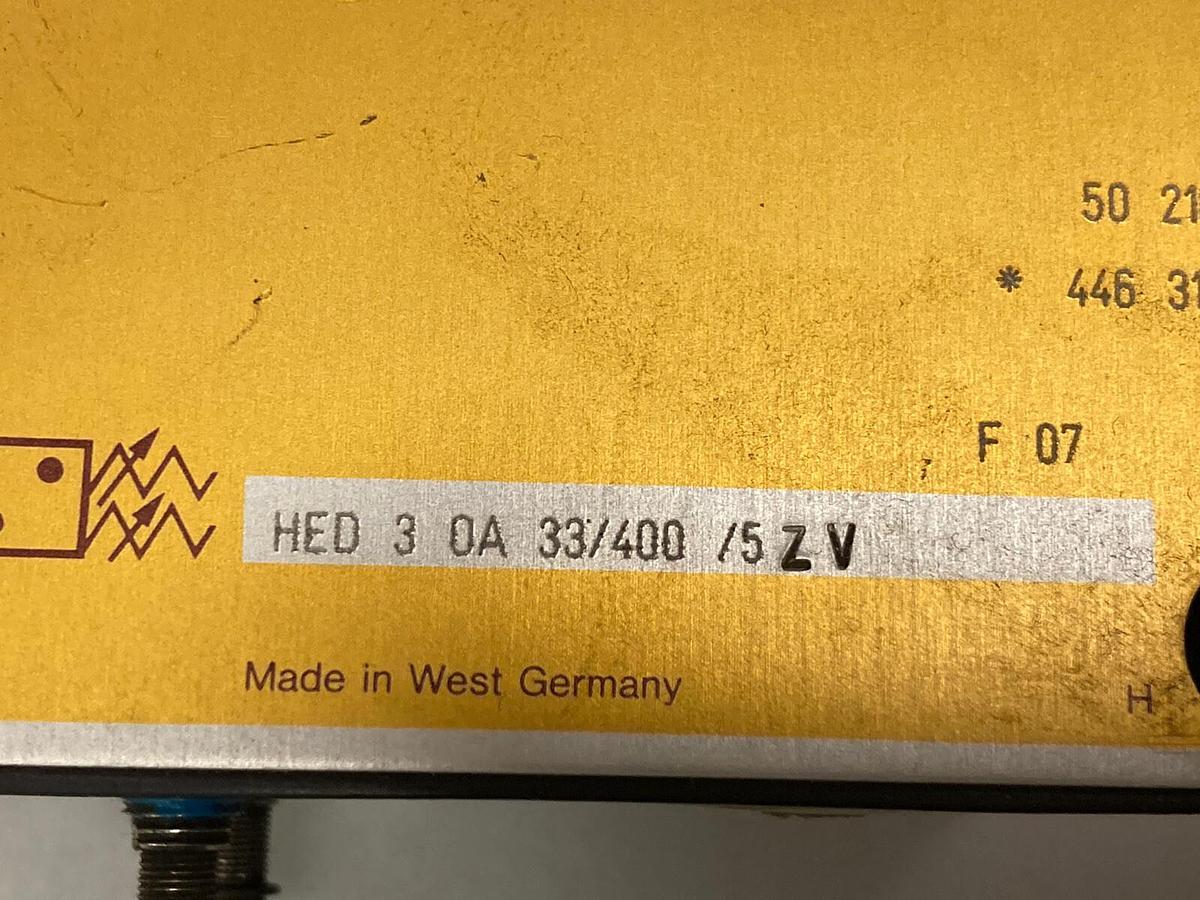 50 21
* 446 31
F 07
HED 3 OA 33/400 /5 Z V
Made in West Germany
H